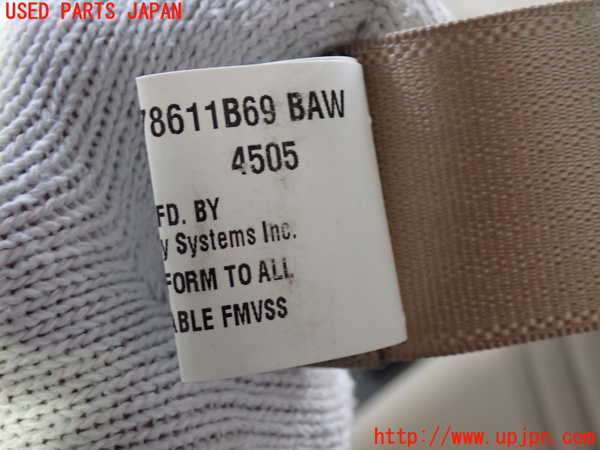 USED PARTS JAPAN
78611B69 BAW
4505
FD. BY
y Systems Inc.
FORM TO ALL
ABLE FMVSS
http://www.upjpn.com/